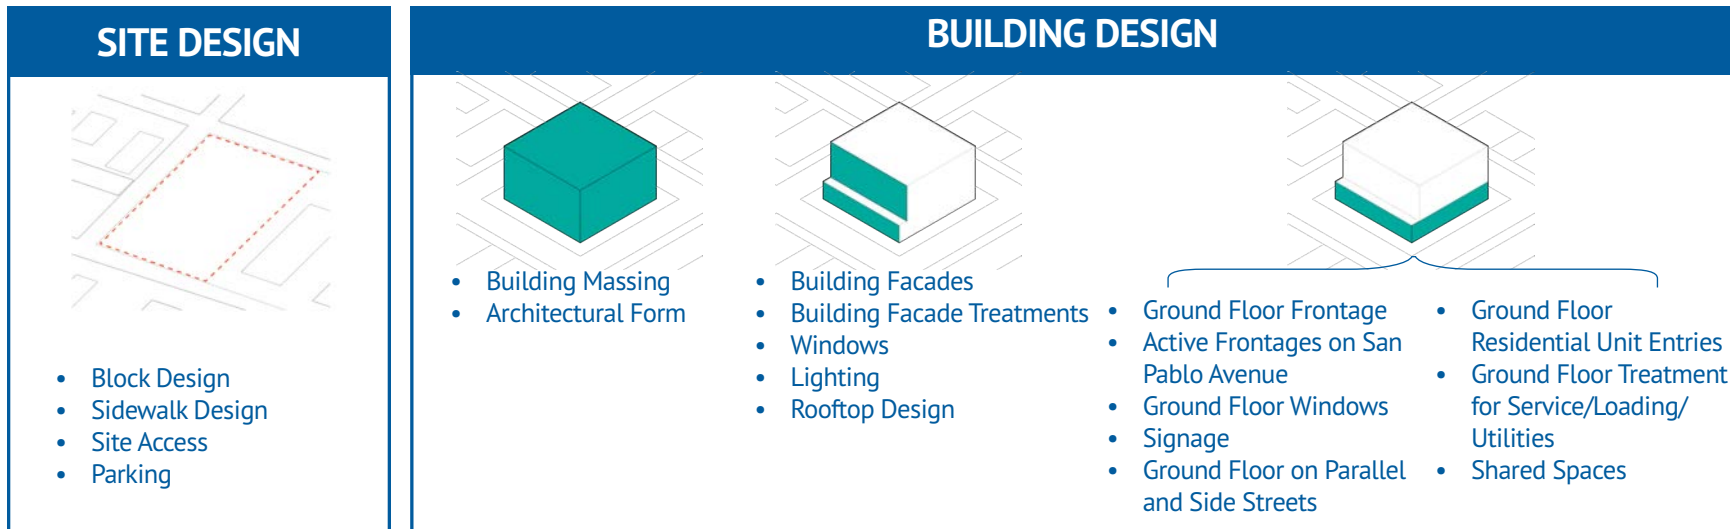 SITE DESIGN
• Block Design
• Sidewalk Design
• Site Access
• Parking
BUILDING DESIGN
• Building Massing
• Architectural Form
• Building Facades
• Building Facade Treatments
• Windows
• Lighting
• Rooftop Design
• Ground Floor Frontage
• Active Frontages on San
Pablo Avenue
• Ground Floor Windows
• Signage
• Ground Floor on Parallel
and Side Streets
• Ground Floor
Residential Unit Entries
• Ground Floor Treatment
for Service/Loading/
Utilities
• Shared Spaces